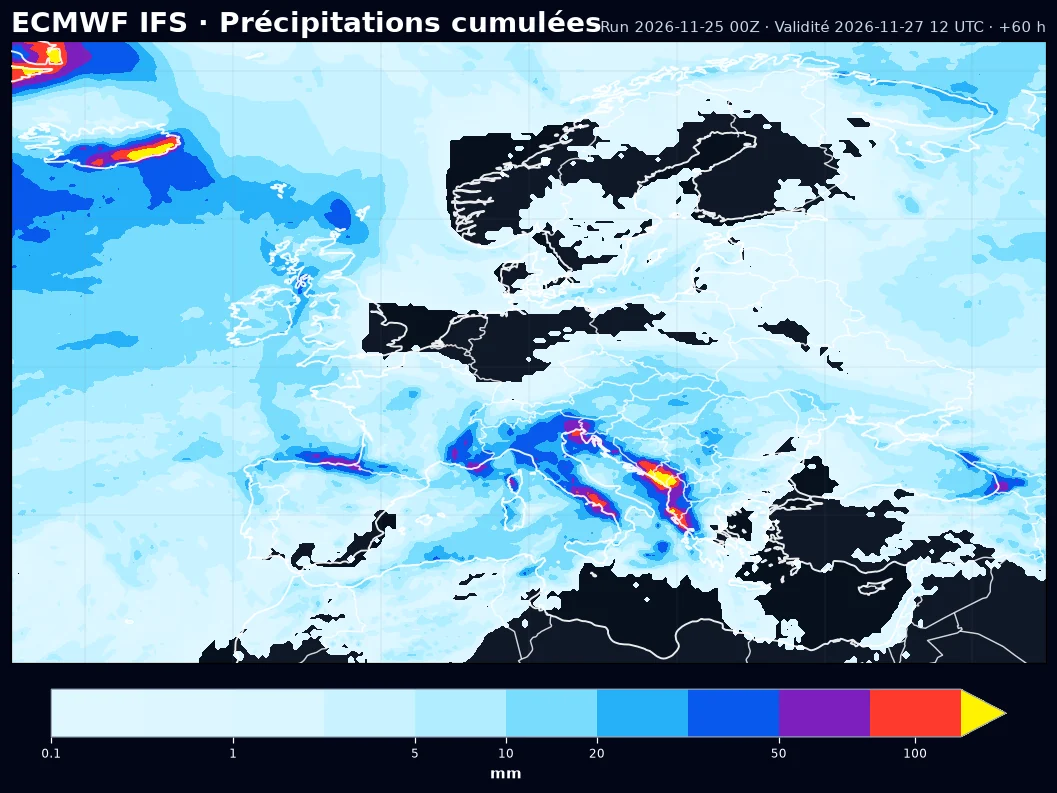 ECMWF IFS · Précipitations cumulées
Run 2026-11-25 00Z · Validité 2026-11-27 12 UTC · +60 h
0.1 1 5 10 20 50 100
mm